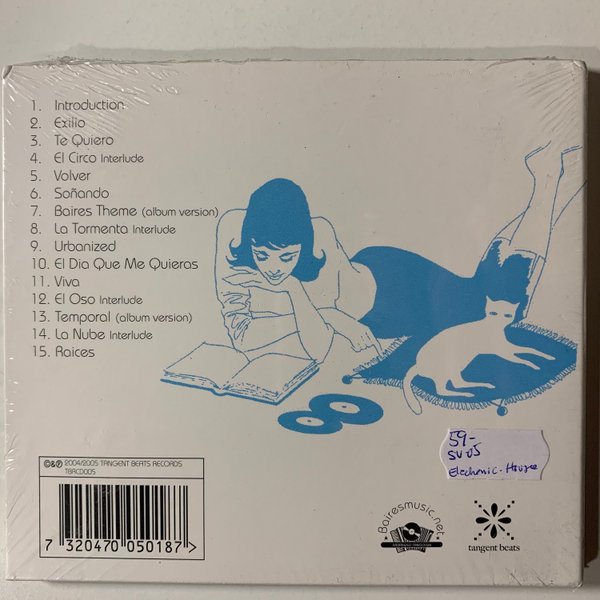 1. Introduction
2. Exilio
3. Te Quiero
4. El Circo Interlude
5. Volver
6. Soñando
7. Baires Theme (album version)
8. La Tormenta Interlude
9. Urbanized
10. El Dia Que Me Quieras
11. Viva
12. El Oso Interlude
13. Temporal (album version)
14. La Nube Interlude
15. Raices
59-
SV05
Electronic-House
©&℗ 2004/2005 TANGENT BEATS RECORDS
TBRCD005
7 320470 050187 >
Bairesmusic.net
tangent beats